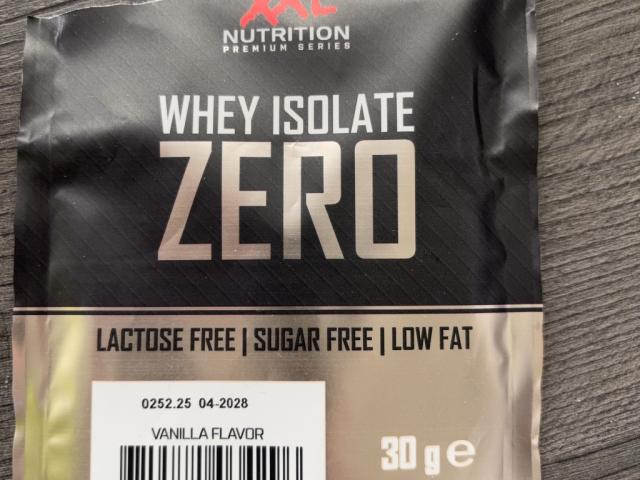 XXL
NUTRITION
PREMIUM SERIES
WHEY ISOLATE
ZERO
LACTOSE FREE | SUGAR FREE | LOW FAT
0252.25 04-2028
VANILLA FLAVOR
30 g e